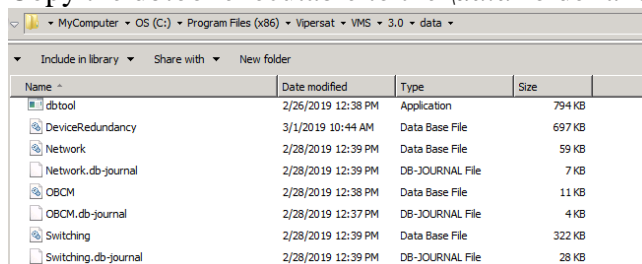 MyComputer ▸ OS (C:) ▸ Program Files (x86) ▸ Vipersat ▸ VMS ▸ 3.0 ▸ data
Include in library Share with New folder
Name Date modified Type Size
dbtool 2/26/2019 12:38 PM Application 794 KB
DeviceRedundancy 3/1/2019 10:44 AM Data Base File 697 KB
Network 2/28/2019 12:39 PM Data Base File 59 KB
Network.db-journal 2/28/2019 12:39 PM DB-JOURNAL File 7 KB
OBCM 2/28/2019 12:38 PM Data Base File 11 KB
OBCM.db-journal 2/28/2019 12:37 PM DB-JOURNAL File 4 KB
Switching 2/28/2019 12:39 PM Data Base File 322 KB
Switching.db-journal 2/28/2019 12:39 PM DB-JOURNAL File 28 KB